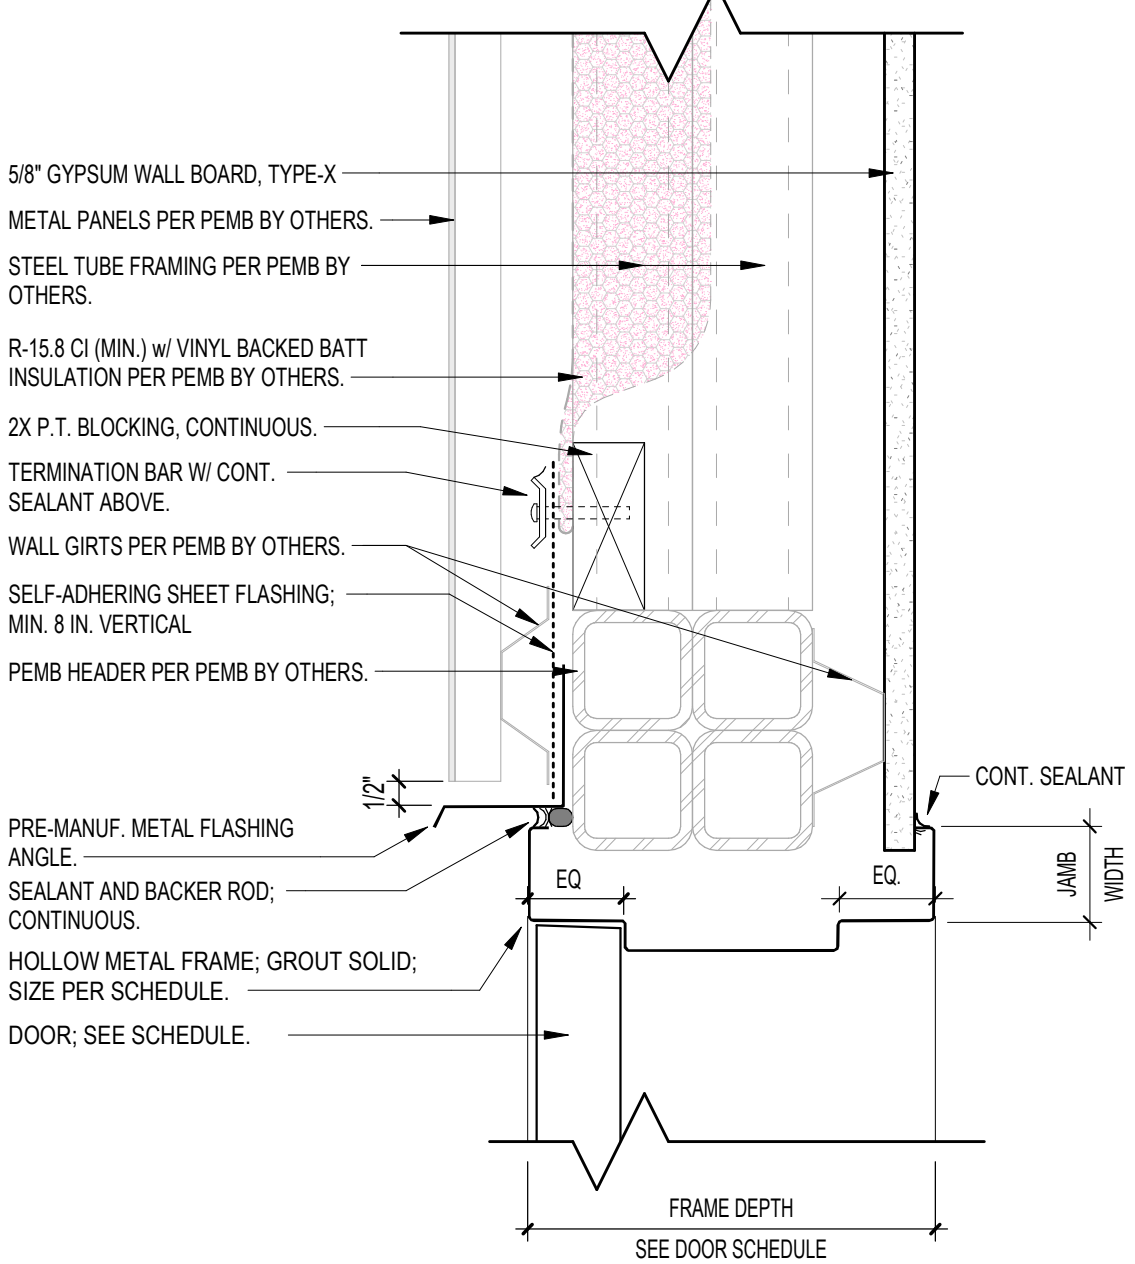 5/8" GYPSUM WALL BOARD, TYPE-X
METAL PANELS PER PEMB BY OTHERS.
STEEL TUBE FRAMING PER PEMB BY
OTHERS.
R-15.8 CI (MIN.) w/ VINYL BACKED BATT
INSULATION PER PEMB BY OTHERS.
2X P.T. BLOCKING, CONTINUOUS.
TERMINATION BAR W/ CONT.
SEALANT ABOVE.
WALL GIRTS PER PEMB BY OTHERS.
SELF-ADHERING SHEET FLASHING;
MIN. 8 IN. VERTICAL
PEMB HEADER PER PEMB BY OTHERS.
1/2"
CONT. SEALANT
PRE-MANUF. METAL FLASHING
ANGLE.
SEALANT AND BACKER ROD;
CONTINUOUS.
EQ
EQ.
JAMB
WIDTH
HOLLOW METAL FRAME; GROUT SOLID;
SIZE PER SCHEDULE.
DOOR; SEE SCHEDULE.
FRAME DEPTH
SEE DOOR SCHEDULE